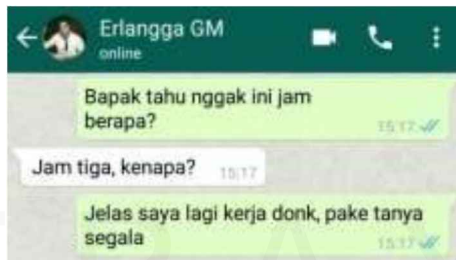 Erlangga GM
online
Bapak tahu nggak ini jam
berapa?
15:17
Jam tiga, kenapa? 15:17
Jelas saya lagi kerja donk, pake tanya
segala
15:17